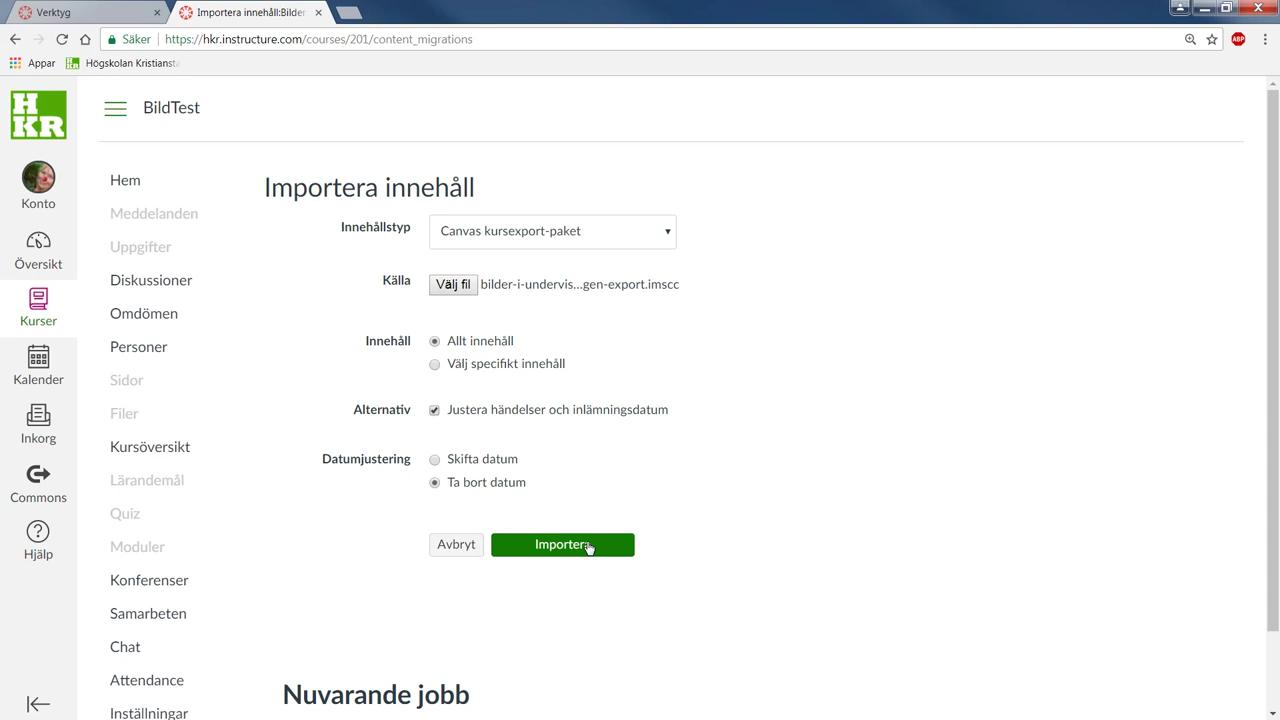 Verktyg
Importera innehåll:Bilder
Säker
https://hkr.instructure.com/courses/201/content_migrations
ABP
Appar
Högskolan Kristiansta
H
KR
BildTest
Konto
Översikt
Kurser
Kalender
Inkorg
Commons
Hjälp
Hem
Meddelanden
Uppgifter
Diskussioner
Omdömen
Personer
Sidor
Filer
Kursöversikt
Lärandemål
Quiz
Moduler
Konferenser
Samarbeten
Chat
Attendance
Inställningar
Importera innehåll
Innehållstyp Canvas kursexport-paket
Källa Välj fil bilder-i-undervis...gen-export.imscc
Innehåll Allt innehåll
Välj specifikt innehåll
Alternativ Justera händelser och inlämningsdatum
Datumjustering Skifta datum
Ta bort datum
Avbryt Importera
Nuvarande jobb